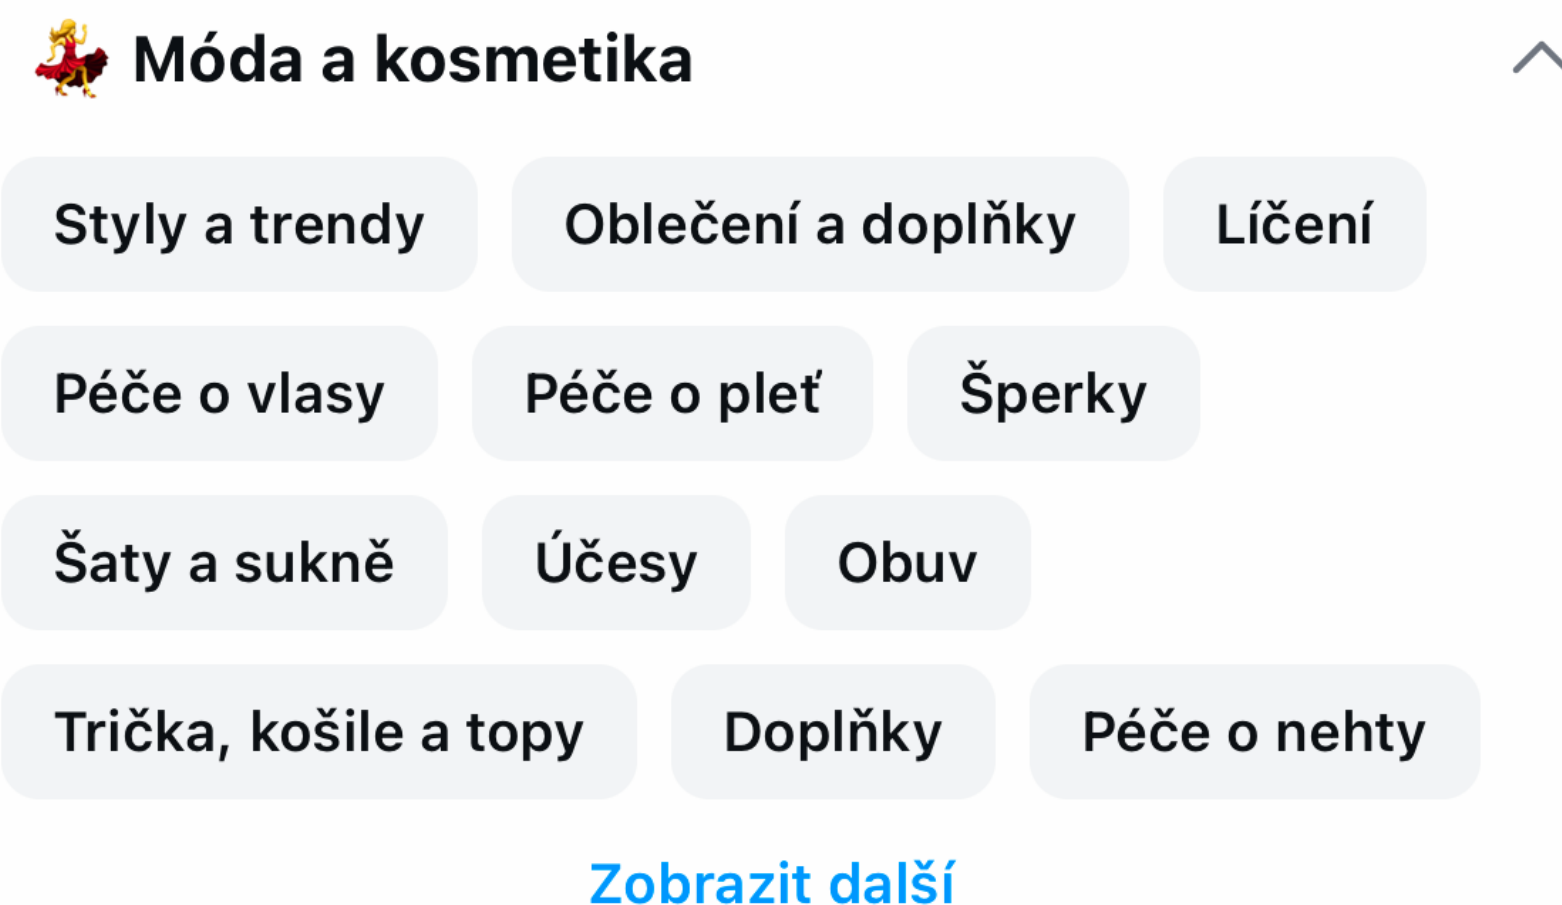 Móda a kosmetika
Styly a trendy
Oblečení a doplňky
Líčení
Péče o vlasy
Péče o pleť
Šperky
Šaty a sukně
Účesy
Obuv
Trička, košile a topy
Doplňky
Péče o nehty
Zobrazit další